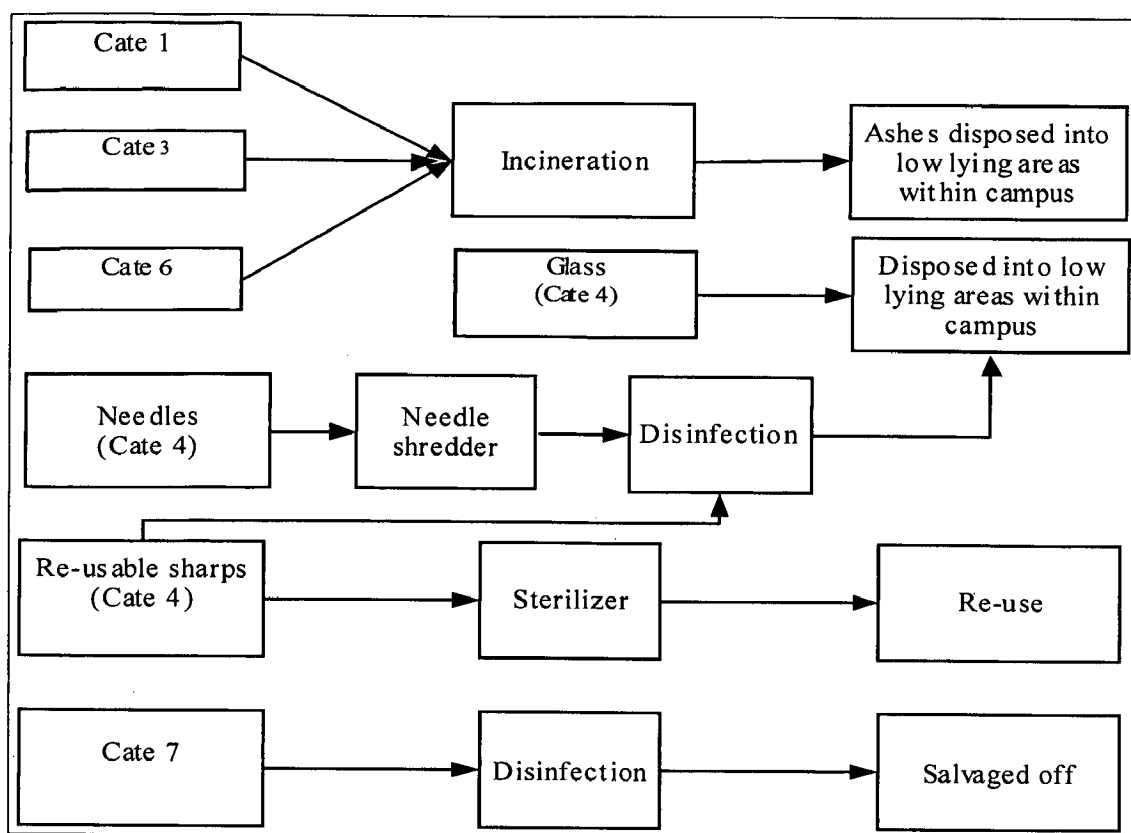 Cate 1
Cate 3
Incineration
Ashes disposed into
low lying areas
within campus
Cate 6
Glass
(Cate 4)
Disposed into low
lying areas within
campus
Needles
(Cate 4)
Needle
shredder
Disinfection
Re-usable sharps
(Cate 4)
Sterilizer
Re-use
Cate 7
Disinfection
Salvaged off